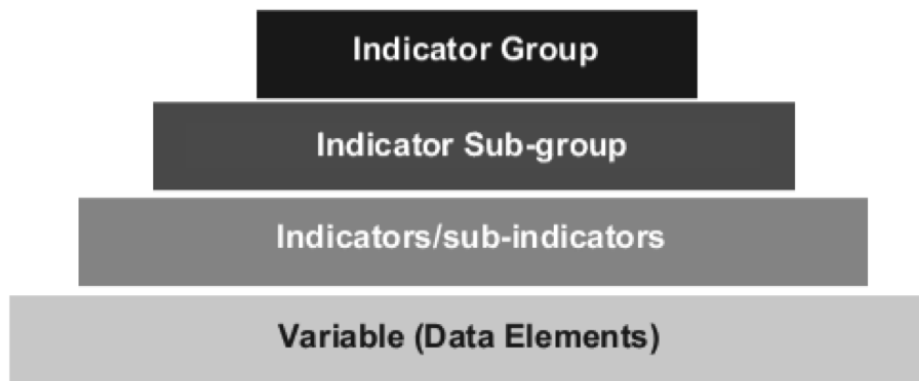 Indicator Group
Indicator Sub-group
Indicators/sub-indicators
Variable (Data Elements)